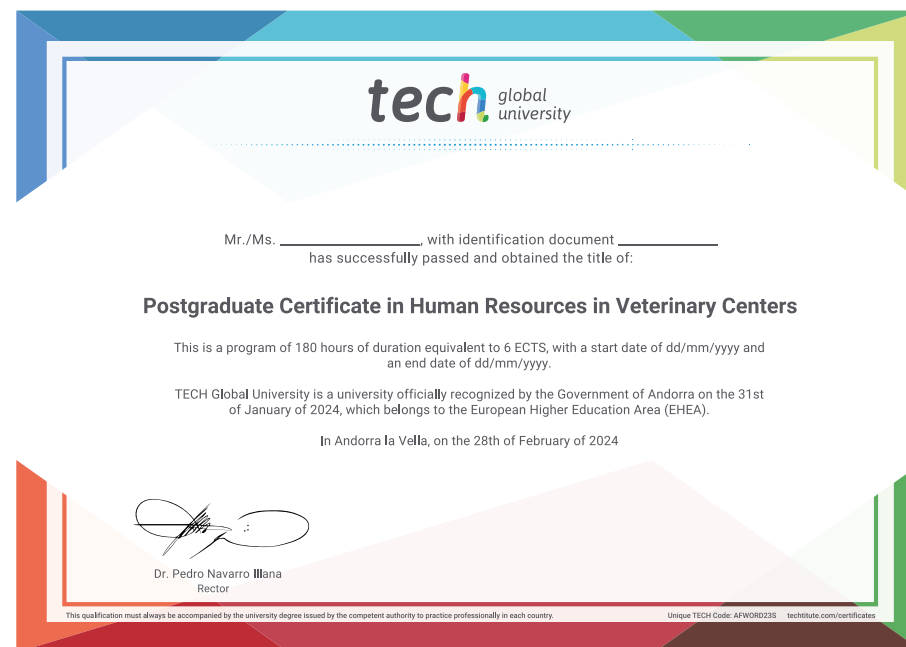 tech global university
Mr./Ms. ____________, with identification document ____________
has successfully passed and obtained the title of:
Postgraduate Certificate in Human Resources in Veterinary Centers
This is a program of 180 hours of duration equivalent to 6 ECTS, with a start date of dd/mm/yyyy and
an end date of dd/mm/yyyy.
TECH Global University is a university officially recognized by the Government of Andorra on the 31st
of January of 2024, which belongs to the European Higher Education Area (EHEA).
In Andorra la Vella, on the 28th of February of 2024
Dr. Pedro Navarro Illana
Rector
This qualification must always be accompanied by the university degree issued by the competent authority to practice professionally in each country.
Unique TECH Code: AFWORD23S techtitute.com/certificates